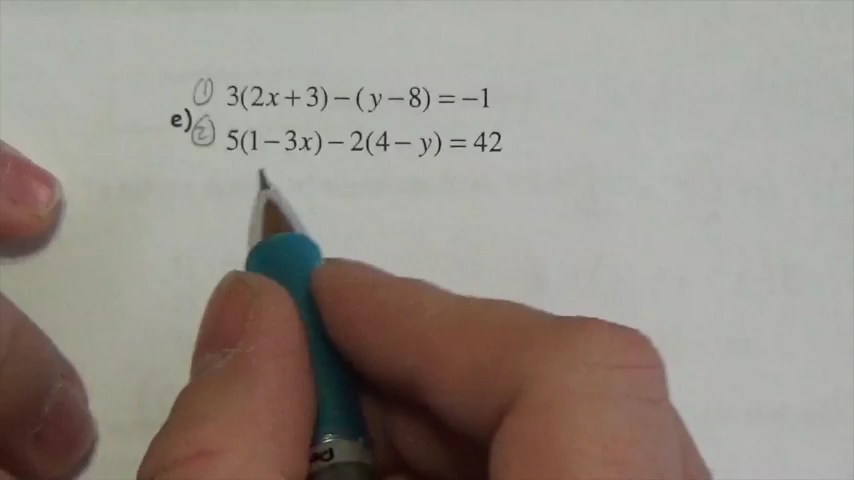 ① 3(2x+3)−(y−8)=−1
e)
② 5(1−3x)−2(4−y)=42